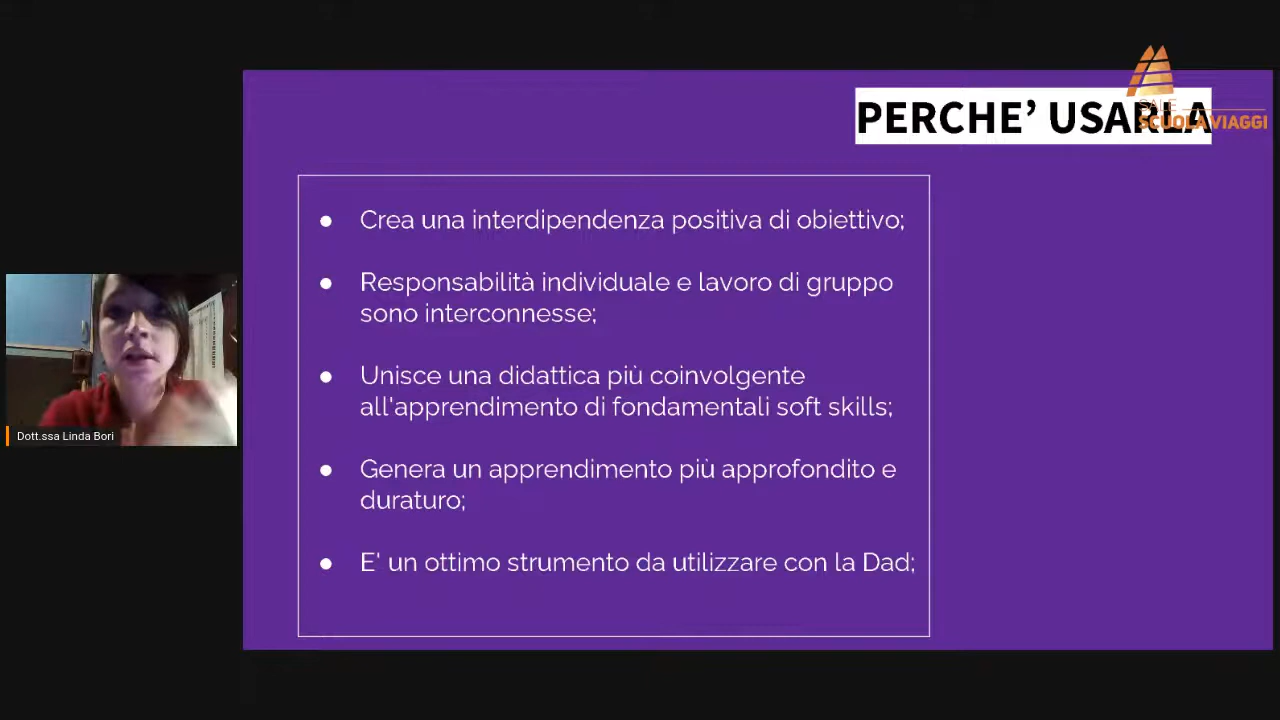 PERCHE’ USARLA
SALE
SCUOLAVIAGGI
● Crea una interdipendenza positiva di obiettivo;
● Responsabilità individuale e lavoro di gruppo
sono interconnesse;
● Unisce una didattica più coinvolgente
all'apprendimento di fondamentali soft skills;
● Genera un apprendimento più approfondito e
duraturo;
● E' un ottimo strumento da utilizzare con la Dad;
Dott.ssa Linda Bori